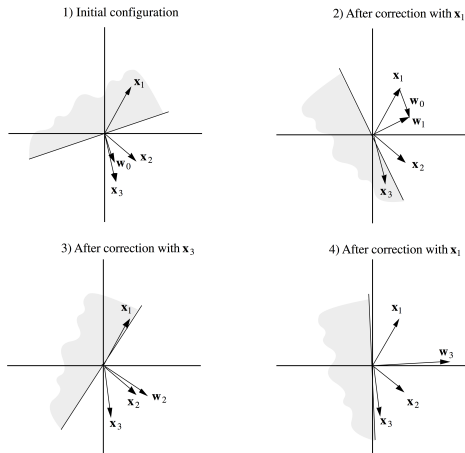 1) Initial configuration
x1
w0
x2
x3
2) After correction with x1
x1
w0
w1
x2
x3
3) After correction with x3
x1
x2
w2
x3
4) After correction with x1
x1
w3
x2
x3